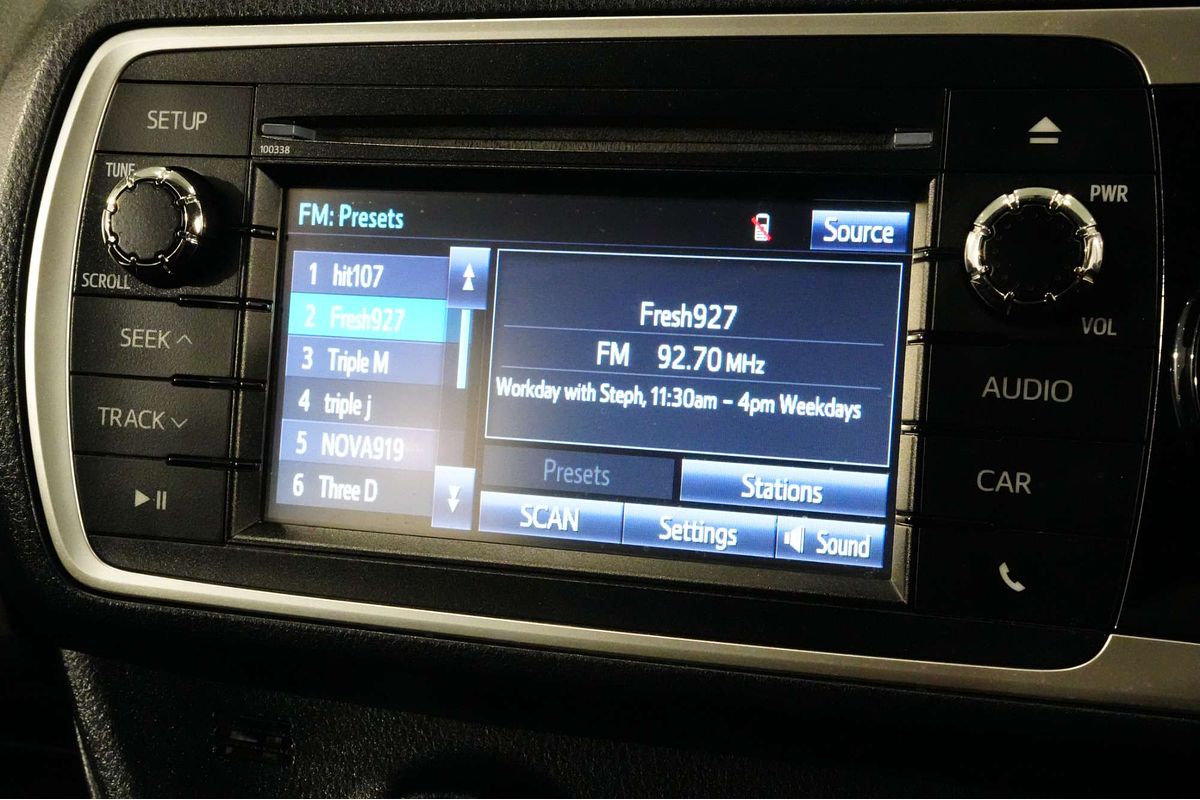 SETUP
100338
TUNE
SCROLL
SEEK
TRACK
FM: Presets
Source
1 hit107
2 Fresh927
3 Triple M
4 triple j
5 NOVA919
6 Three D
Fresh927
FM 92.70 MHz
Workday with Steph, 11:30am - 4pm Weekdays
Presets
Stations
SCAN
Settings
Sound
PWR
VOL
AUDIO
CAR